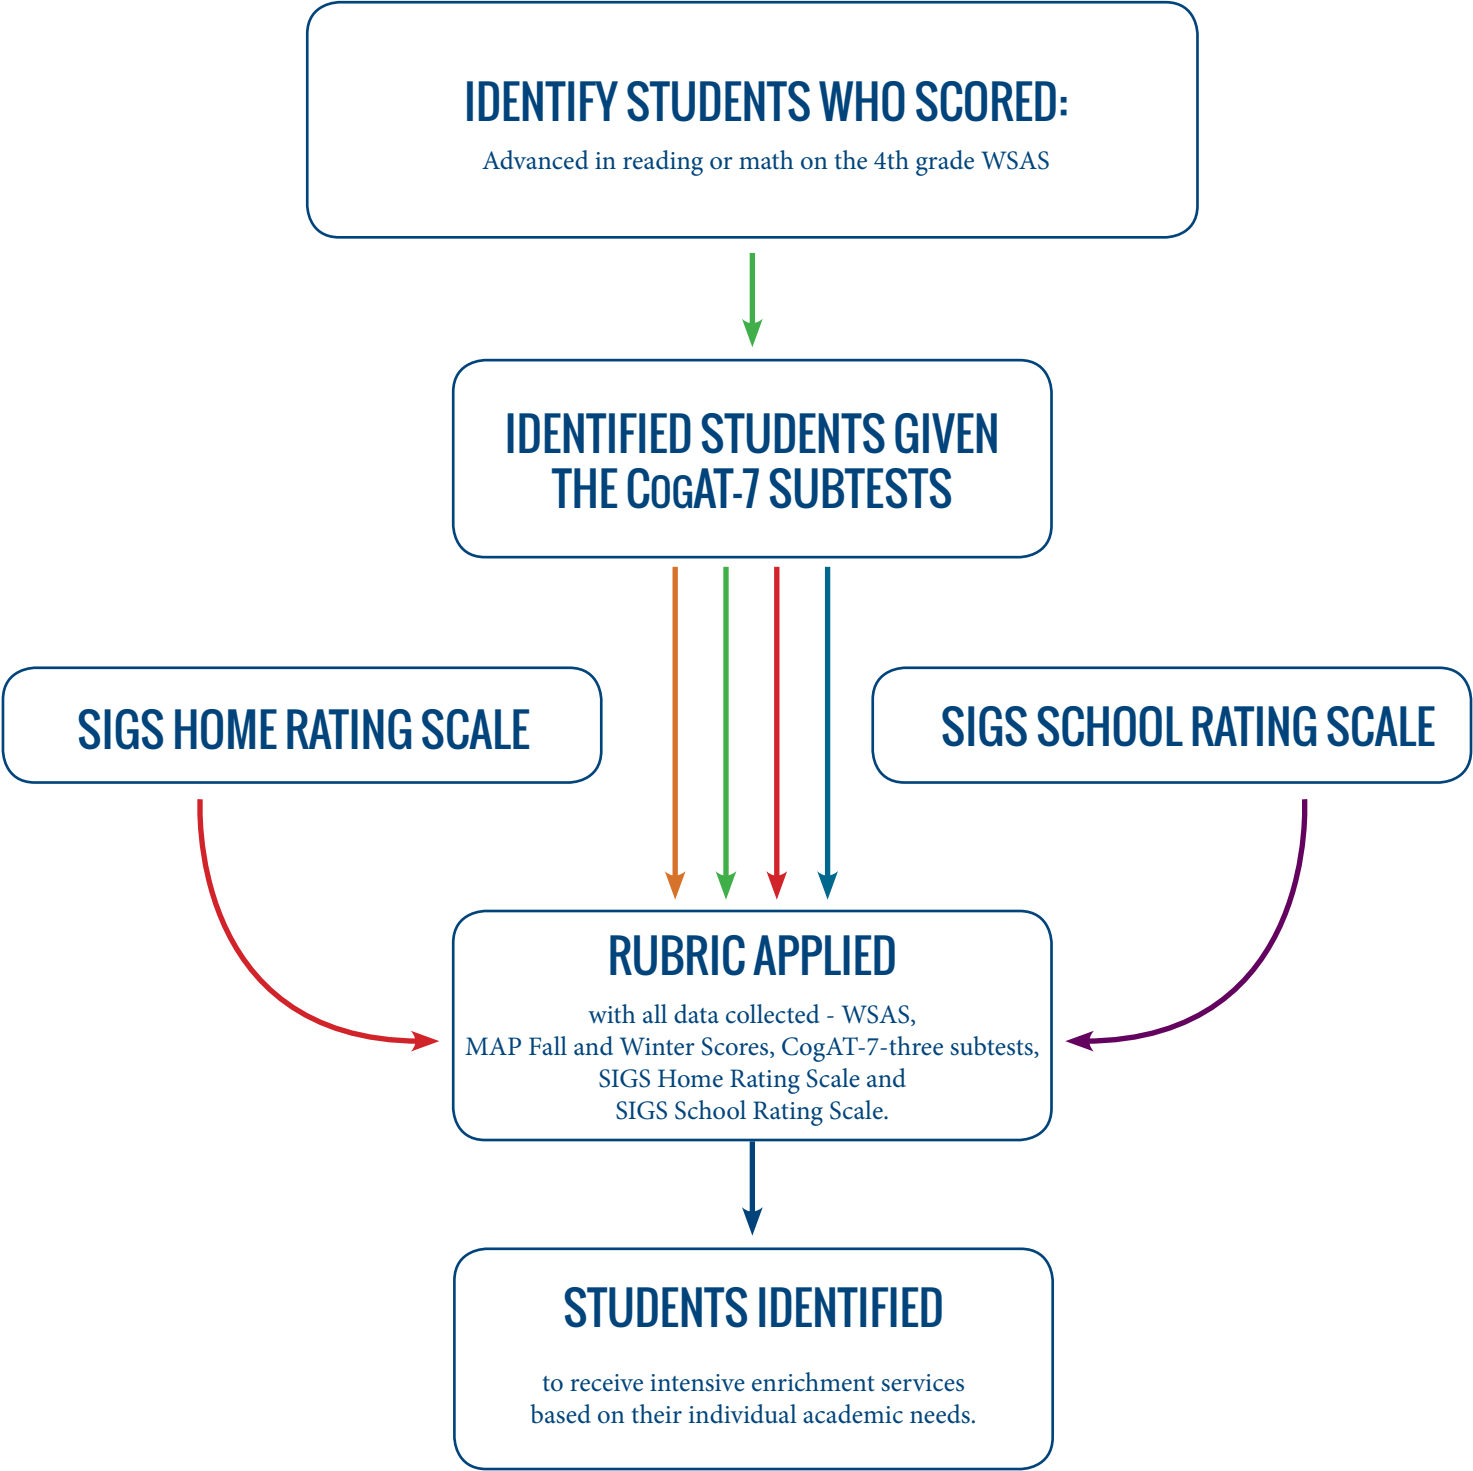 IDENTIFY STUDENTS WHO SCORED:
Advanced in reading or math on the 4th grade WSAS
IDENTIFIED STUDENTS GIVEN
THE CogAT-7 SUBTESTS
SIGS HOME RATING SCALE
SIGS SCHOOL RATING SCALE
RUBRIC APPLIED
with all data collected - WSAS,
MAP Fall and Winter Scores, CogAT-7-three subtests,
SIGS Home Rating Scale and
SIGS School Rating Scale.
STUDENTS IDENTIFIED
to receive intensive enrichment services
based on their individual academic needs.